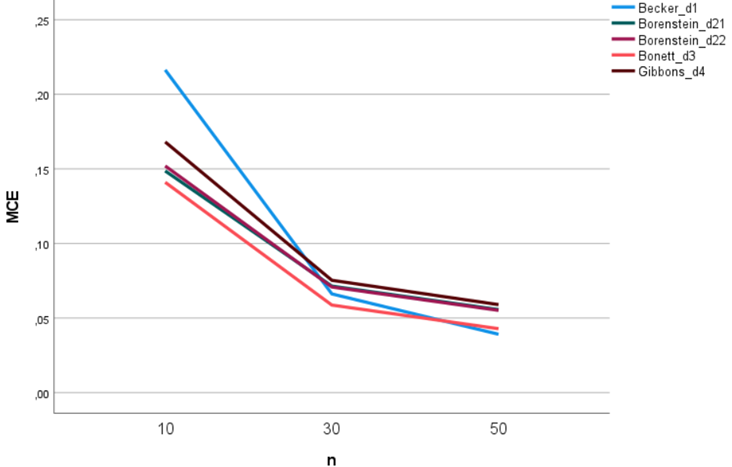 Becker_d1
Borenstein_d21
Borenstein_d22
Bonett_d3
Gibbons_d4
,25
,20
,15
,10
,05
,00
MCE
10 30 50
n